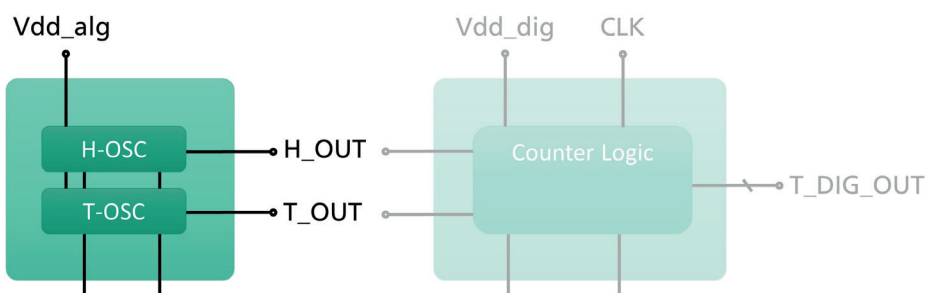 Vdd_alg
Vdd_dig CLK
H-OSC
H_OUT
Counter Logic
T_DIG_OUT
T-OSC
T_OUT